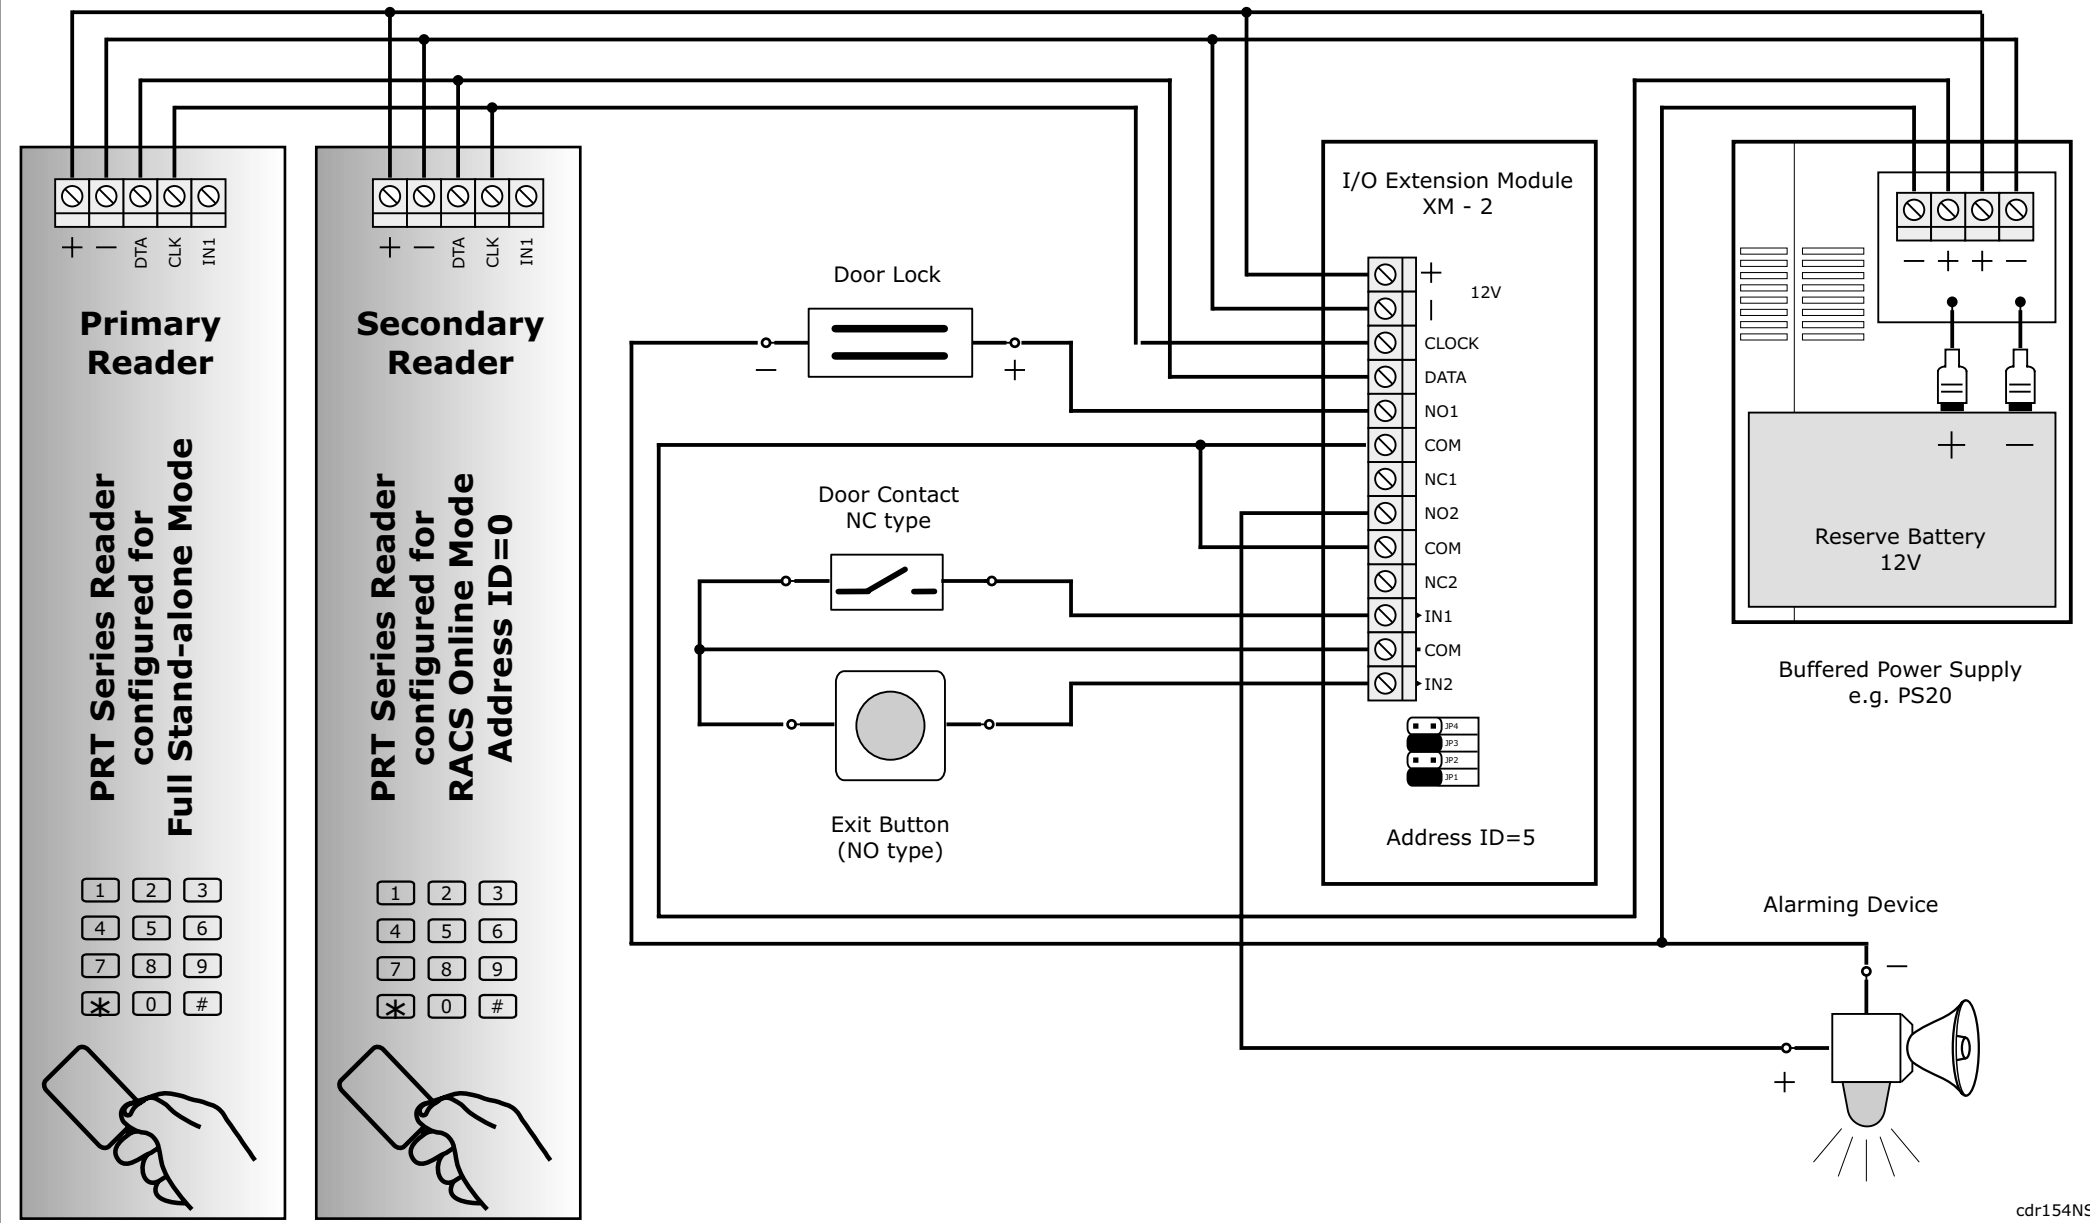 + – DTA CLK IN1
Primary
Reader
PRT Series Reader
configured for
Full Stand-alone Mode
1 2 3
4 5 6
7 8 9
* 0 #
+ – DTA CLK IN1
Secondary
Reader
PRT Series Reader
configured for
RACS Online Mode
Address ID=0
1 2 3
4 5 6
7 8 9
* 0 #
Door Lock
– +
Door Contact
NC type
Exit Button
(NO type)
I/O Extension Module
XM - 2
+
12V
–
CLOCK
DATA
NO1
COM
NC1
NO2
COM
NC2
IN1
COM
IN2
JP4
JP3
JP2
JP1
Address ID=5
– + + –
+ –
Reserve Battery
12V
Buffered Power Supply
e.g. PS20
Alarming Device
–
+
cdr154NS